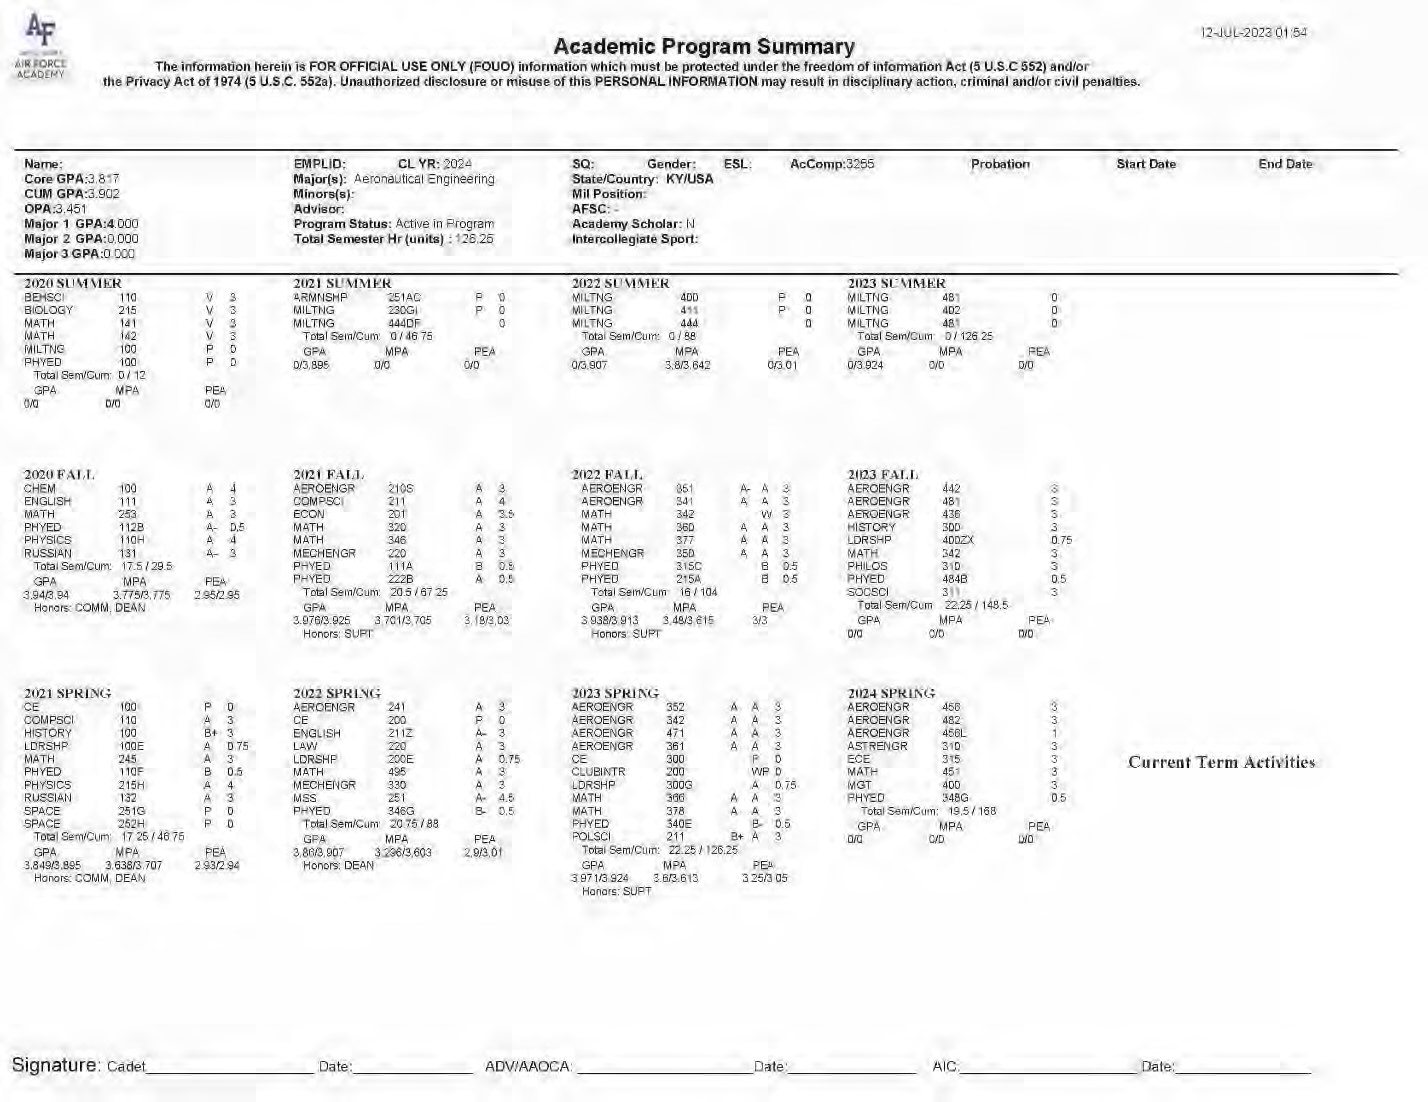 AF
AIR FORCE
ACADEMY
12-JUL-2023 01:54
Academic Program Summary
The information herein is FOR OFFICIAL USE ONLY (FOUO) information which must be protected under the freedom of information Act (5 U.S.C 552) and/or
the Privacy Act of 1974 (5 U.S.C. 552a). Unauthorized disclosure or misuse of this PERSONAL INFORMATION may result in disciplinary action, criminal and/or civil penalties.
Name: EMPLID: CL YR: 2024 SQ: Gender: ESL: AcComp:3255 Probation Start Date End Date
Core GPA:3.817 Major(s): Aeronautical Engineering State/Country: KY/USA
CUM GPA:3.902 Minors(s): Mil Position:
OPA:3.451 Advisor: AFSC: -
Major 1 GPA:4.000 Program Status: Active in Program Academy Scholar: N
Major 2 GPA:0.000 Total Semester Hr (units) : 126.25 Intercollegiate Sport:
Major 3 GPA:0.000
2020 SUMMER
BEHSCI 110 V 3
BIOLOGY 215 V 3
MATH 141 V 3
MATH 142 V 3
MILTNG 100 P 0
PHYED 100 P 0
Total Sem/Cum: 0 / 12
GPA MPA PEA
0/0 0/0 0/0
2021 SUMMER
ARMNSHP 251AC P 0
MILTNG 230GI P 0
MILTNG 444DF 0
Total Sem/Cum: 0 / 46.75
GPA MPA PEA
0/3.895 0/0 0/0
2022 SUMMER
MILTNG 400 P 0
MILTNG 411 P 0
MILTNG 444 0
Total Sem/Cum: 0 / 88
GPA MPA PEA
0/3.907 3.8/3.642 0/3.01
2023 SUMMER
MILTNG 461 0
MILTNG 402 0
MILTNG 461 0
Total Sem/Cum: 0 / 126.25
GPA MPA PEA
0/3.924 0/0 0/0
2020 FALL
CHEM 100 A 4
ENGLISH 111 A 3
MATH 253 A 3
PHYED 112B A- 0.5
PHYSICS 110H A 4
RUSSIAN 131 A- 3
Total Sem/Cum: 17.5 / 29.5
GPA MPA PEA
3.94/3.94 3.775/3.775 2.95/2.95
Honors: COMM, DEAN
2021 FALL
AEROENGR 210S A 3
COMPSCI 211 A 4
ECON 201 A 3.5
MATH 320 A 3
MATH 346 A 3
MECHENGR 220 A 3
PHYED 111A B 0.5
PHYED 222B A 0.5
Total Sem/Cum: 20.5 / 67.25
GPA MPA PEA
3.976/3.925 3.701/3.705 3.18/3.03
Honors: SUPT
2022 FALL
AEROENGR 351 A- A 3
AEROENGR 341 A A 3
MATH 342 W 3
MATH 360 A A 3
MATH 377 A A 3
MECHENGR 350 A A 3
PHYED 315C B 0.5
PHYED 215A B 0.5
Total Sem/Cum: 16 / 104
GPA MPA PEA
3.938/3.913 3.48/3.615 3/3
Honors: SUPT
2023 FALL
AEROENGR 442 3
AEROENGR 481 3
AEROENGR 436 3
HISTORY 300 3
LDRSHP 400ZX 0.75
MATH 342 3
PHILOS 310 3
PHYED 484B 0.5
SOCSCI 311 3
Total Sem/Cum: 22.25 / 148.5
GPA MPA PEA
0/0 0/0 0/0
2021 SPRING
CE 100 P 0
COMPSCI 110 A 3
HISTORY 100 B+ 3
LDRSHP 100E A 0.75
MATH 245 A 3
PHYED 110F B 0.5
PHYSICS 215H A 4
RUSSIAN 132 A 3
SPACE 251G P 0
SPACE 252H P 0
Total Sem/Cum: 17.25 / 46.75
GPA MPA PEA
3.849/3.895 3.638/3.707 2.93/2.94
Honors: COMM, DEAN
2022 SPRING
AEROENGR 241 A 3
CE 200 P 0
ENGLISH 211Z A- 3
LAW 220 A 3
LDRSHP 200E A 0.75
MATH 495 A 3
MECHENGR 330 A 3
MSS 251 A- 4.5
PHYED 346G B- 0.5
Total Sem/Cum: 20.75 / 88
GPA MPA PEA
3.86/3.907 3.296/3.603 2.9/3.01
Honors: DEAN
2023 SPRING
AEROENGR 352 A A 3
AEROENGR 342 A A 3
AEROENGR 471 A A 3
AEROENGR 361 A A 3
CE 300 P 0
CLUBINTR 200 WP 0
LDRSHP 300G A 0.75
MATH 366 A A 3
MATH 378 A A 3
PHYED 340E B- 0.5
POLSCI 211 B+ A 3
Total Sem/Cum: 22.25 / 126.25
GPA MPA PEA
3.971/3.924 3.6/3.613 3.25/3.05
Honors: SUPT
2024 SPRING
AEROENGR 456 3
AEROENGR 482 3
AEROENGR 456L 1
ASTRENGR 310 3
ECE 315 3
MATH 451 3
MGT 400 3
PHYED 348G 0.5
Total Sem/Cum: 19.5 / 168
GPA MPA PEA
0/0 0/0 0/0
Current Term Activities
Signature: Cadet Date: ADV/AAOCA: Date: AIC: Date: